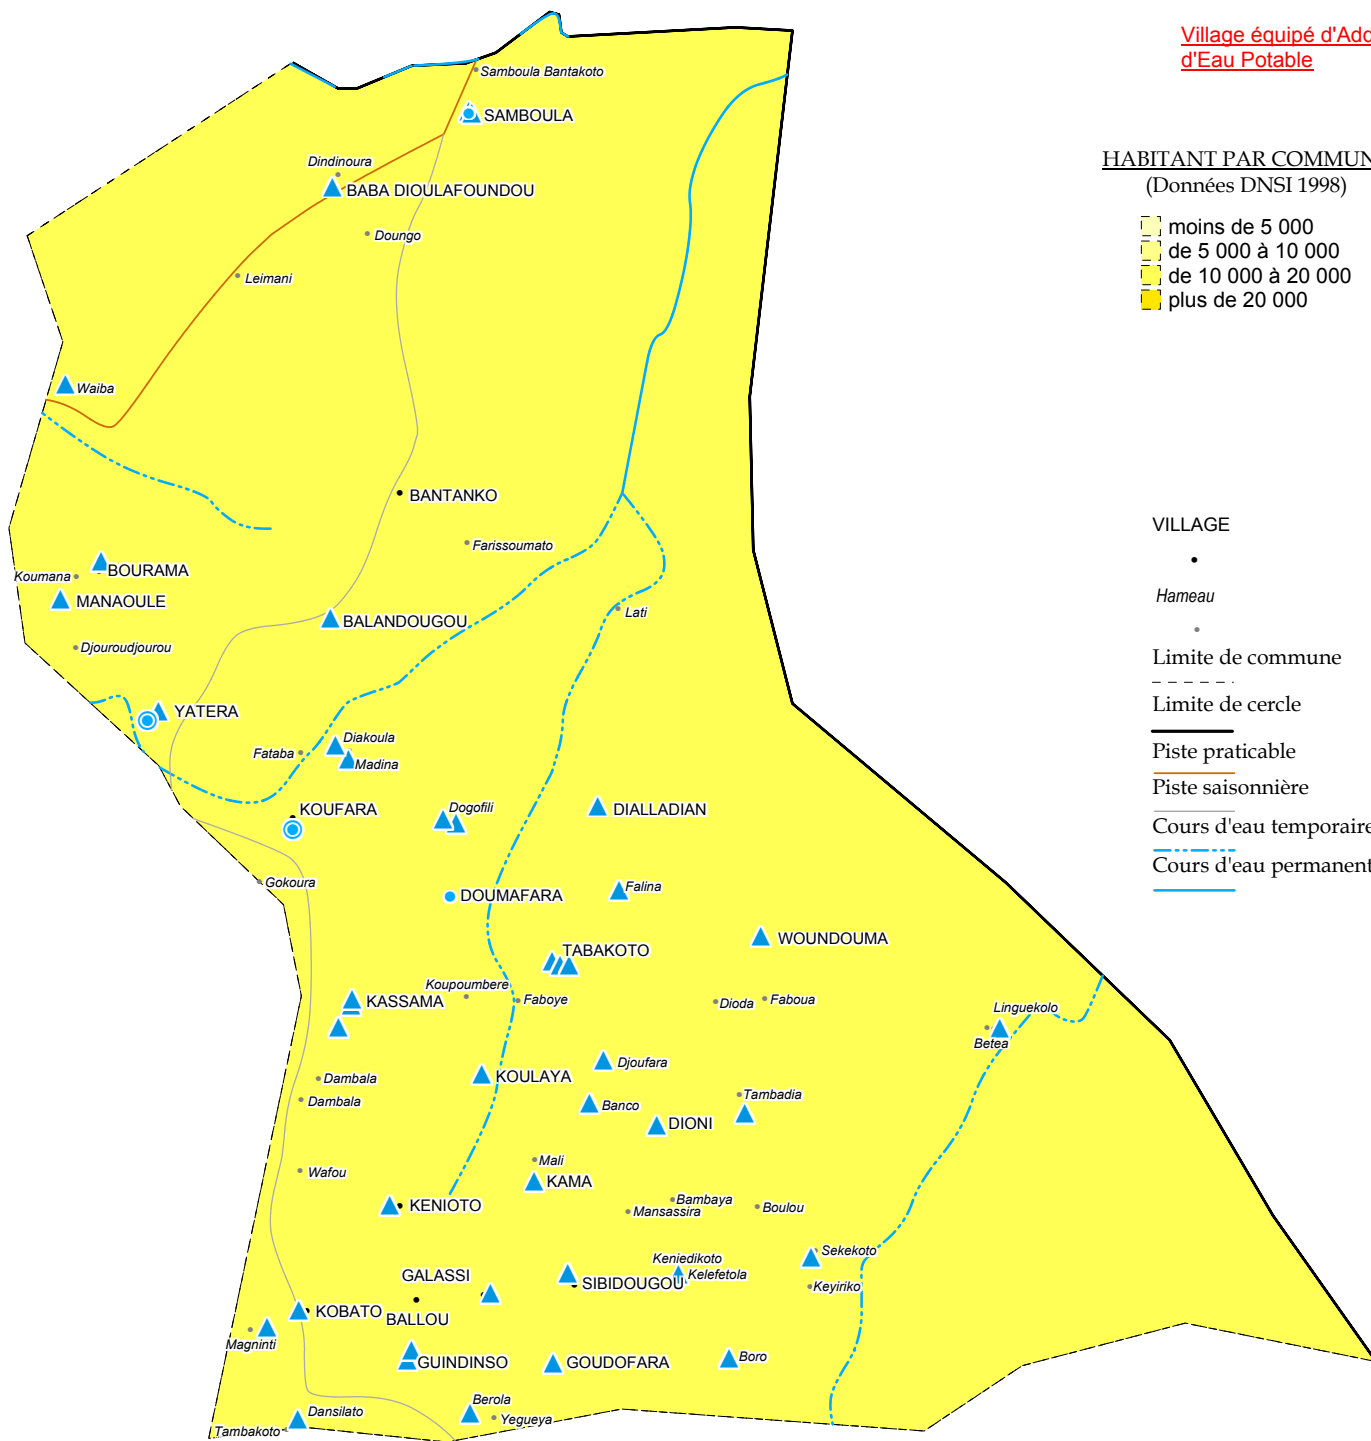 Village équipé d'Add
d'Eau Potable
HABITANT PAR COMMUN
(Données DNSI 1998)
moins de 5 000
de 5 000 à 10 000
de 10 000 à 20 000
plus de 20 000
VILLAGE
Hameau
Limite de commune
Limite de cercle
Piste praticable
Piste saisonnière
Cours d'eau temporaire
Cours d'eau permanent
Samboula Bantakoto
SAMBOULA
Dindinoura
BABA DIOULAFOUNDOU
Doungo
Leimani
Waiba
BANTANKO
Farissoumato
BOURAMA
Koumana
MANAOULE
Lati
BALANDOUGOU
Djouroudjourou
YATERA
Diakoula
Fataba
Madina
KOUFARA
Dogofili
DIALLADIAN
Gokoura
Falina
DOUMAFARA
WOUNDOUMA
TABAKOTO
Koupoumbere
KASSAMA
Faboye
Dioda
Faboua
Linguekolo
Betea
Djoufara
KOULAYA
Dambala
Tambadia
Dambala
Banco
DIONI
Mali
Wafou
KAMA
Bambaya
KENIOTO
Mansassira
Boulou
Sekekoto
Keniedikoto
GALASSI
SIBIDOUGOU
Kelefetola
Keyiriko
KOBATO
BALLOU
Magninti
GUINDINSO
GOUDOFARA
Boro
Berola
Dansilato
Yegueya
Tambakoto